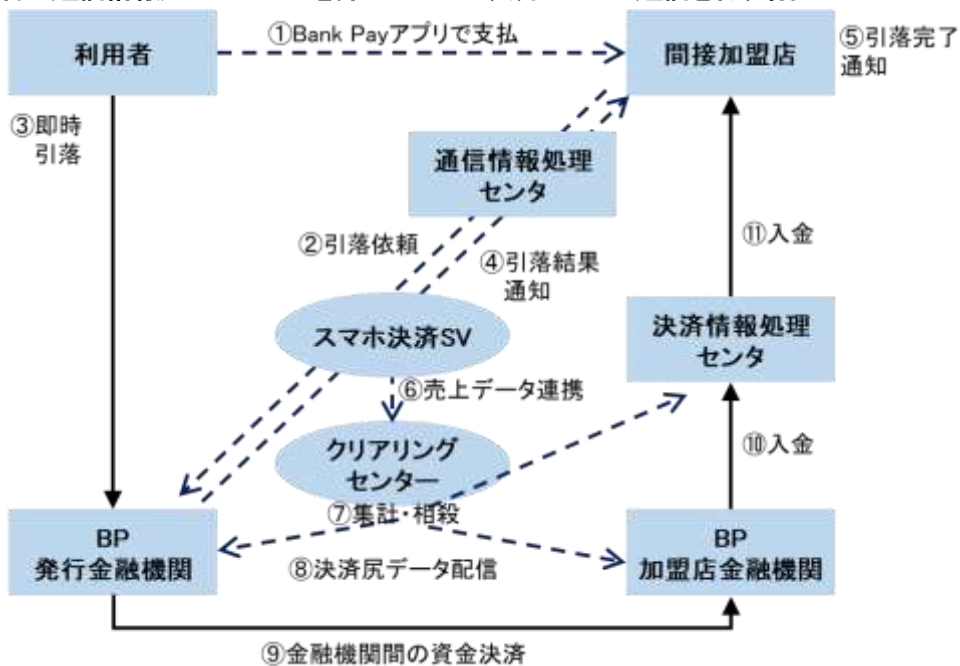 ①Bank Payアプリで支払
利用者
間接加盟店
⑤引落完了
通知
③即時
引落
通信情報処理
センタ
②引落依頼
④引落結果
通知
⑪入金
スマホ決済SV
決済情報処理
センタ
⑥売上データ連携
クリアリング
センター
⑩入金
⑦集計・相殺
BP
発行金融機関
⑧決済尻データ配信
BP
加盟店金融機関
⑨金融機関間の資金決済